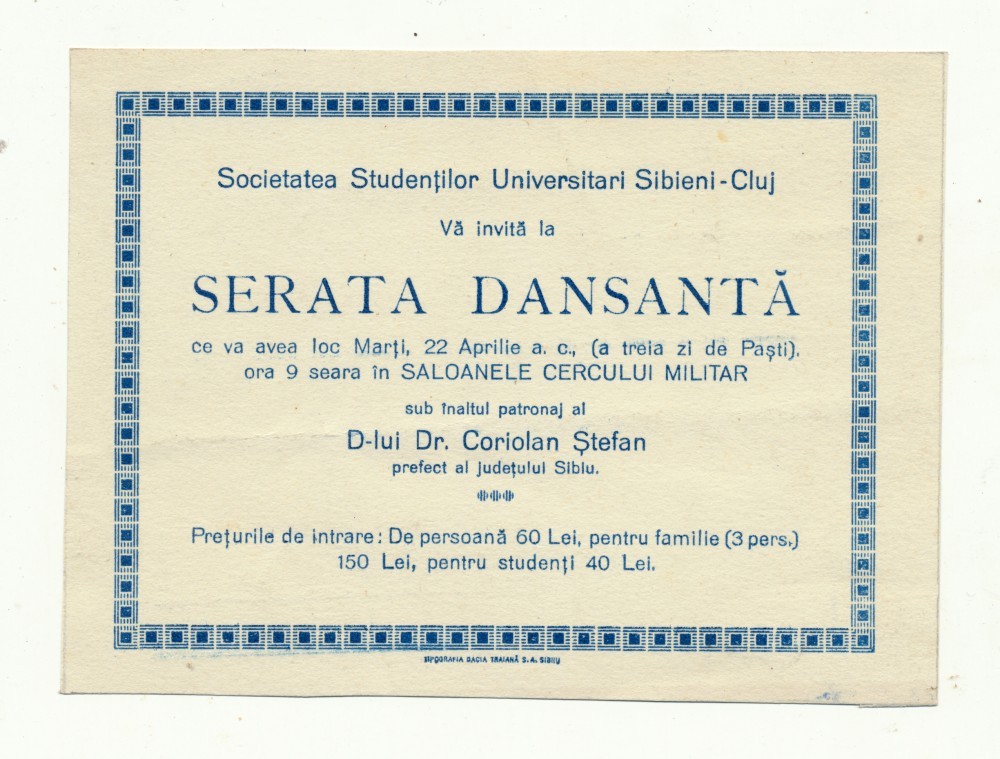 Societatea Studenților Universitari Sibieni-Cluj
Vă invită la
SERATA DANSANTĂ
ce va avea loc Marți, 22 Aprilie a. c., (a treia zi de Paști),
ora 9 seara în SALOANELE CERCULUI MILITAR
sub înaltul patronaj al
D-lui Dr. Coriolan Ștefan
prefect al județului Sibiu.
Prețurile de intrare: De persoană 60 Lei, pentru familie (3 pers.)
150 Lei, pentru studenți 40 Lei.
TIPOGRAFIA DACIA TRAIANĂ S. A. SIBIIU